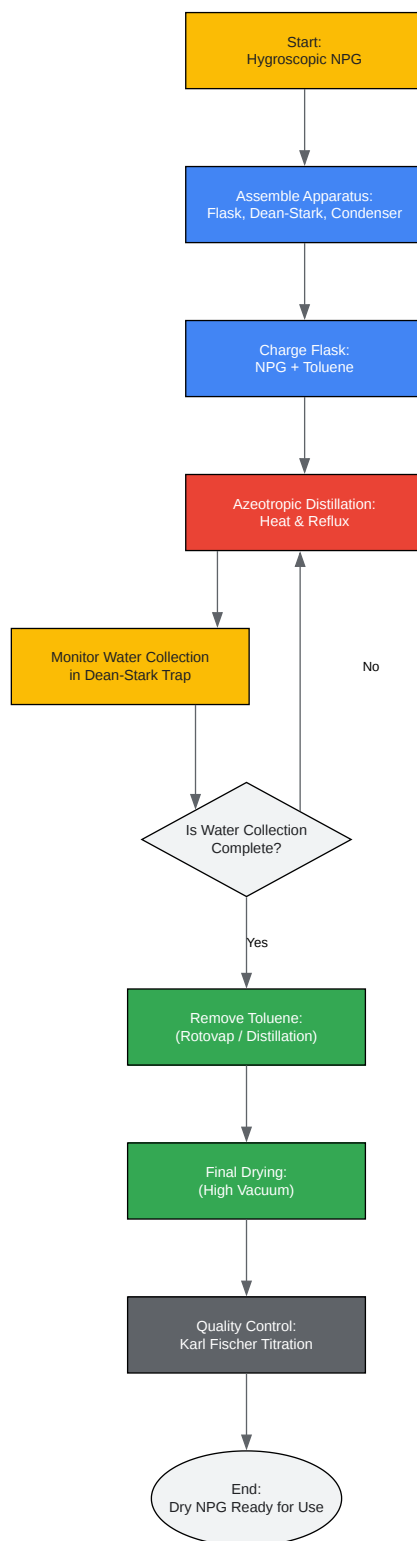 Start:
Hygroscopic NPG
Assemble Apparatus:
Flask, Dean-Stark, Condenser
Charge Flask:
NPG + Toluene
Azeotropic Distillation:
Heat & Reflux
Monitor Water Collection
in Dean-Stark Trap
No
Is Water Collection
Complete?
Yes
Remove Toluene:
(Rotovap / Distillation)
Final Drying:
(High Vacuum)
Quality Control:
Karl Fischer Titration
End:
Dry NPG Ready for Use